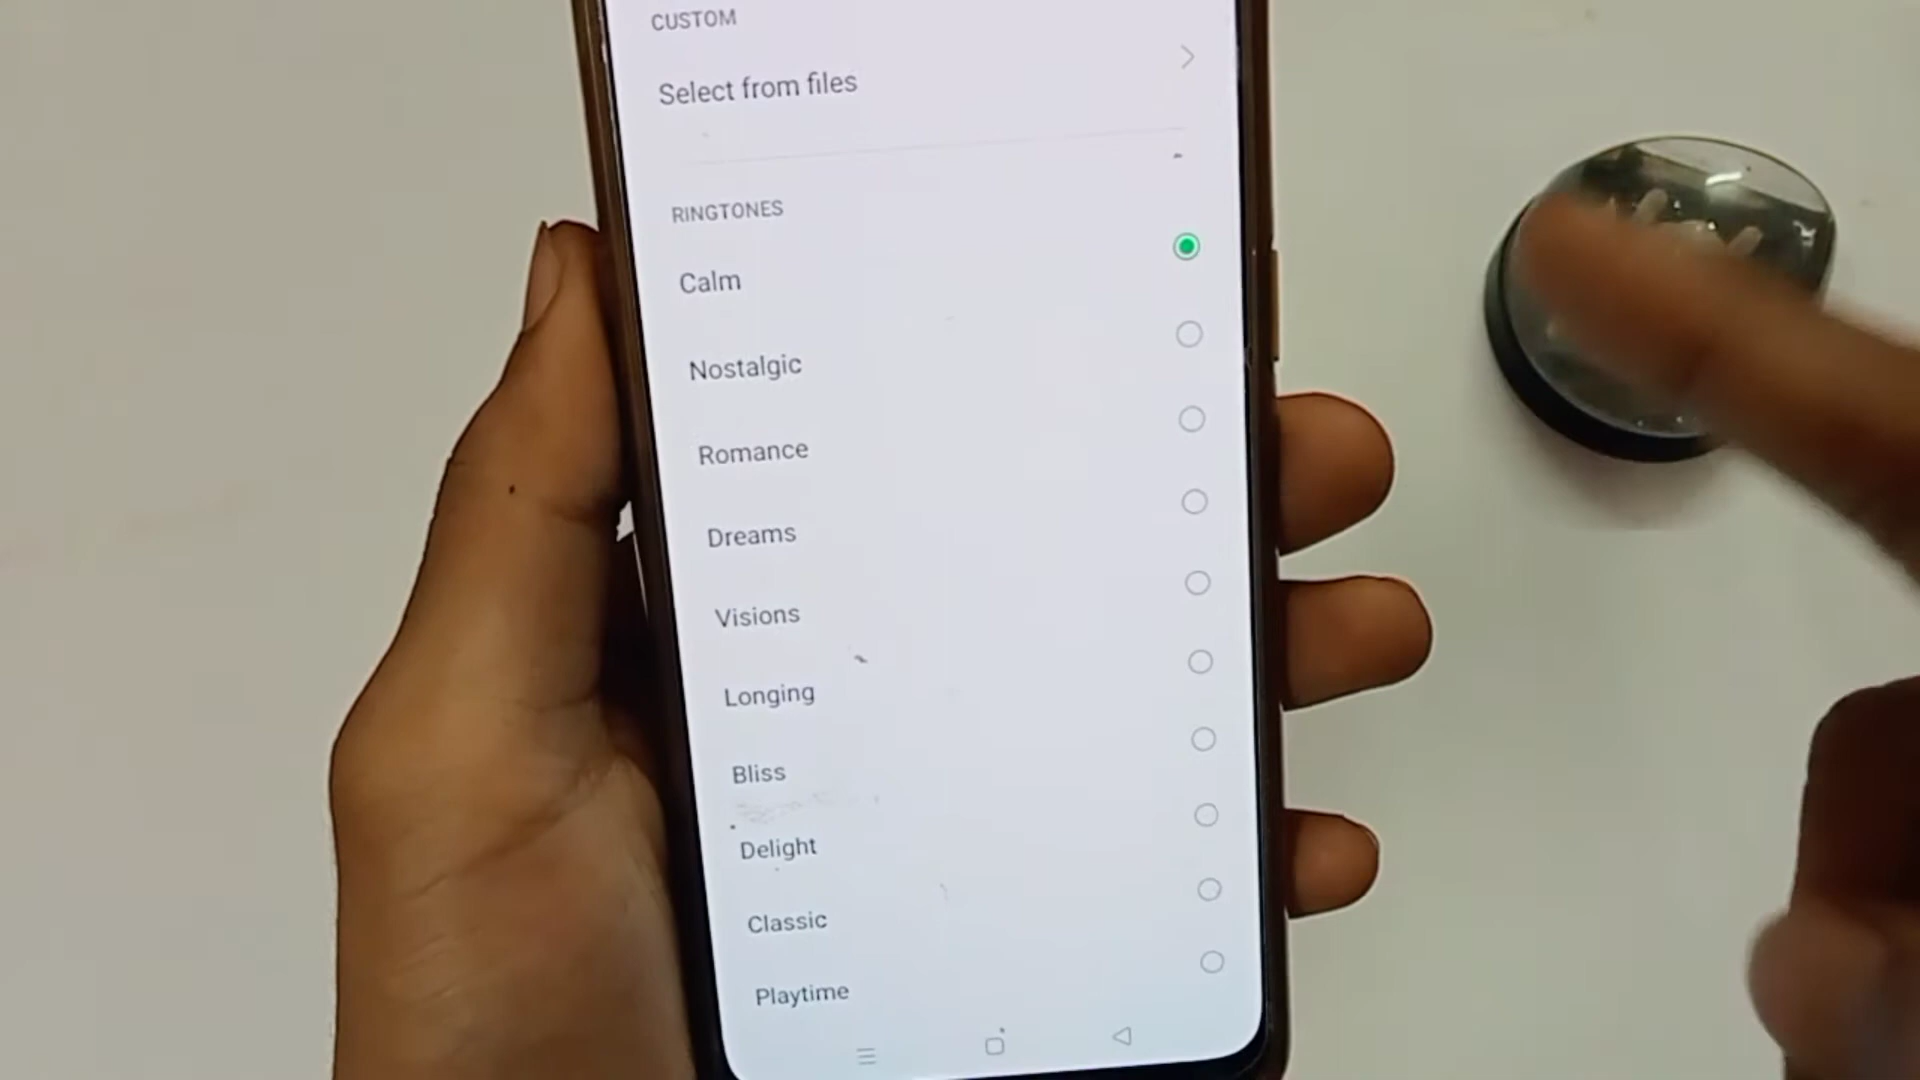 CUSTOM
Select from files
RINGTONES
Calm
Nostalgic
Romance
Dreams
Visions
Longing
Bliss
Delight
Classic
Playtime